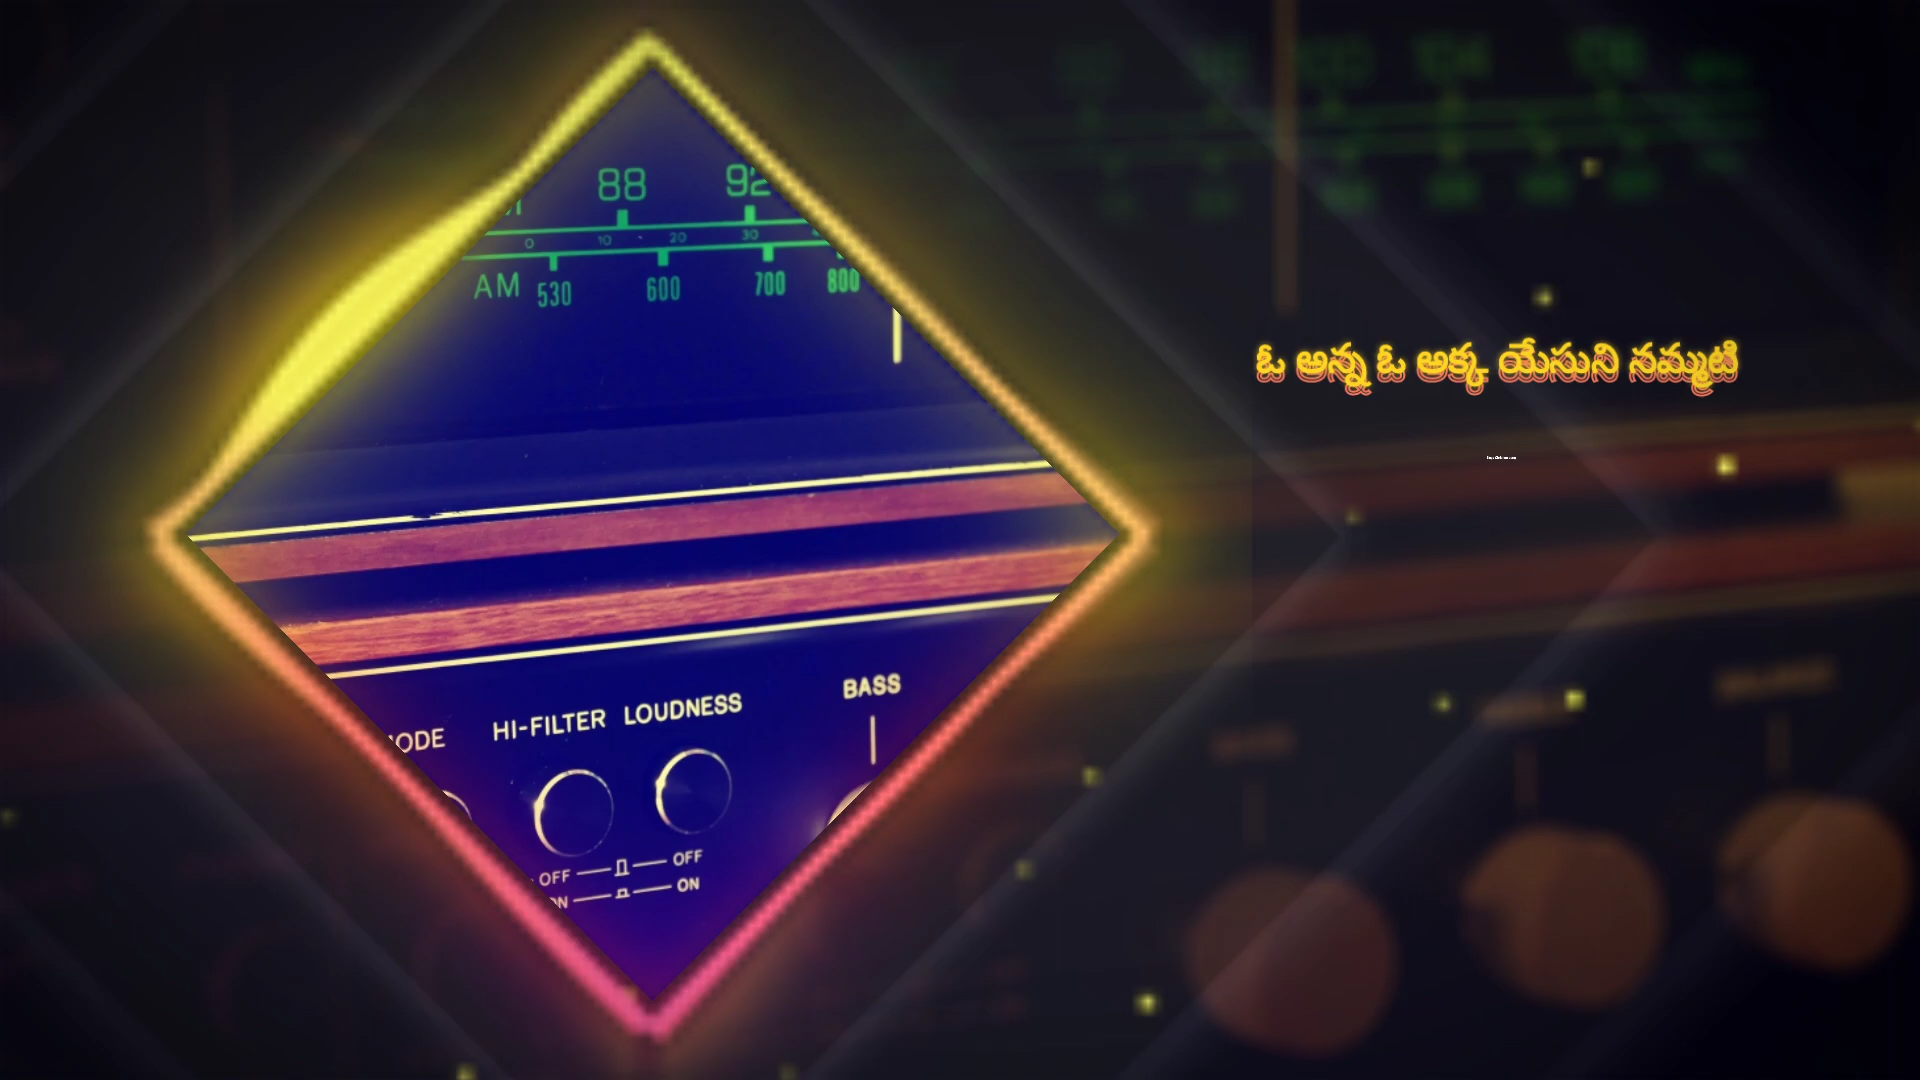 88 92
0 10 20 30
AM 530 600 700 800
ఓ అన్న ఓ అక్క యేసుని నమ్మటి
BASS
HI-FILTER LOUDNESS
OFF OFF
ON